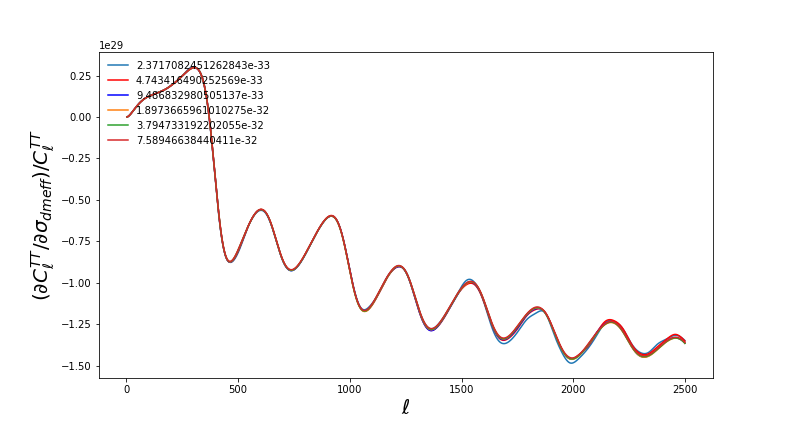 1e29
2.3717082451262843e-33
4.743416490252569e-33
9.486832980505137e-33
1.8973665961010275e-32
3.794733192202055e-32
7.58946638440411e-32
0.25
0.00
−0.25
−0.50
−0.75
−1.00
−1.25
−1.50
(∂C_ℓ^{TT}/∂σ_{dmeff})/C_ℓ^{TT}
0 500 1000 1500 2000 2500
ℓ